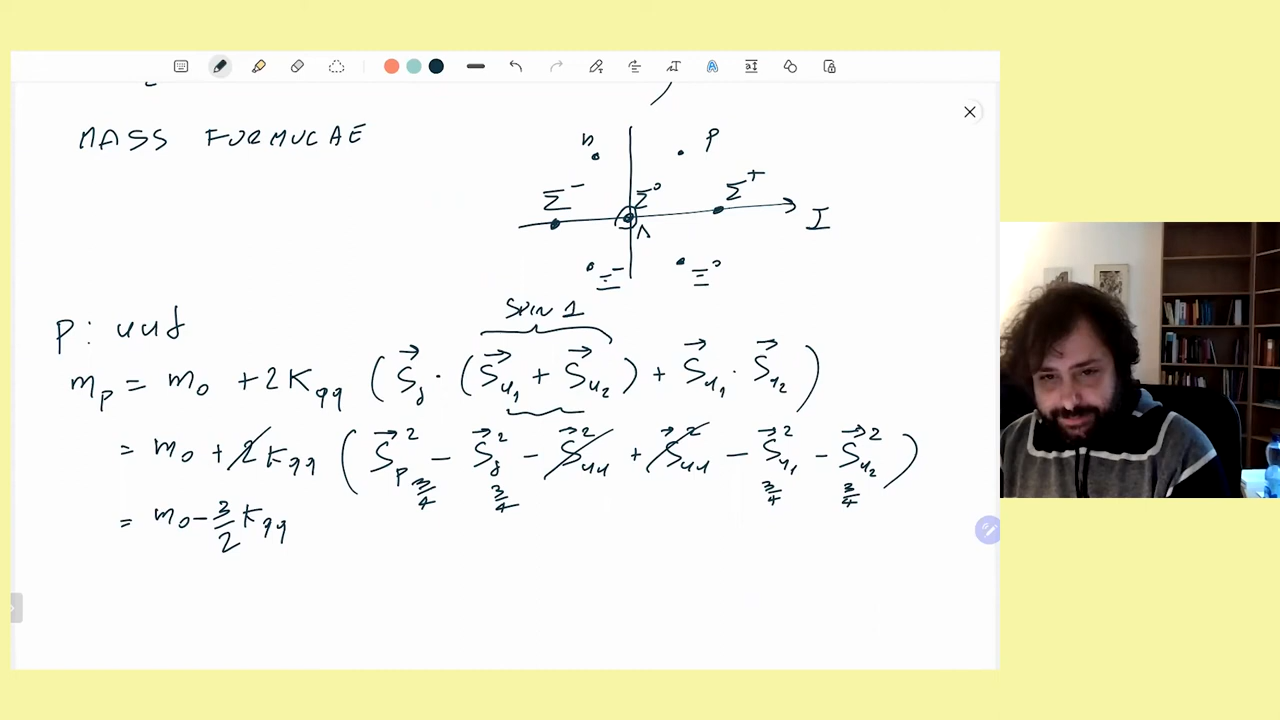 MASS FORMULAE
n p
Σ⁻ Σ⁰ Σ⁺
Λ I
Ξ⁻ Ξ⁰
SPIN 1
p: uud
m_p = m_0 + 2K_qq (S⃗_d · (S⃗_u1 + S⃗_u2) + S⃗_u1 · S⃗_u2)
= m_0 + 2K_qq (S⃗_p² - S⃗_d² - S⃗_uu² + S⃗_uu² - S⃗_u1² - S⃗_u2²)
3/4 3/4 3/4 3/4
= m_0 - 3/2 K_qq